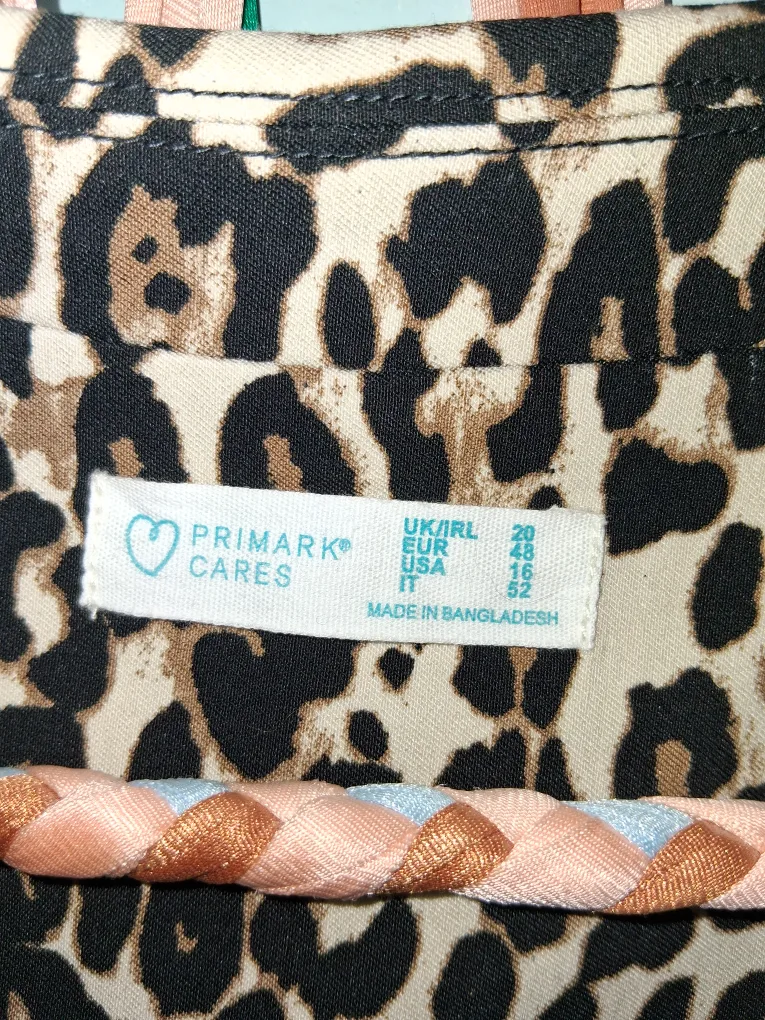 PRIMARK®
CARES
UK/IRL 20
EUR 48
USA 16
IT 52
MADE IN BANGLADESH